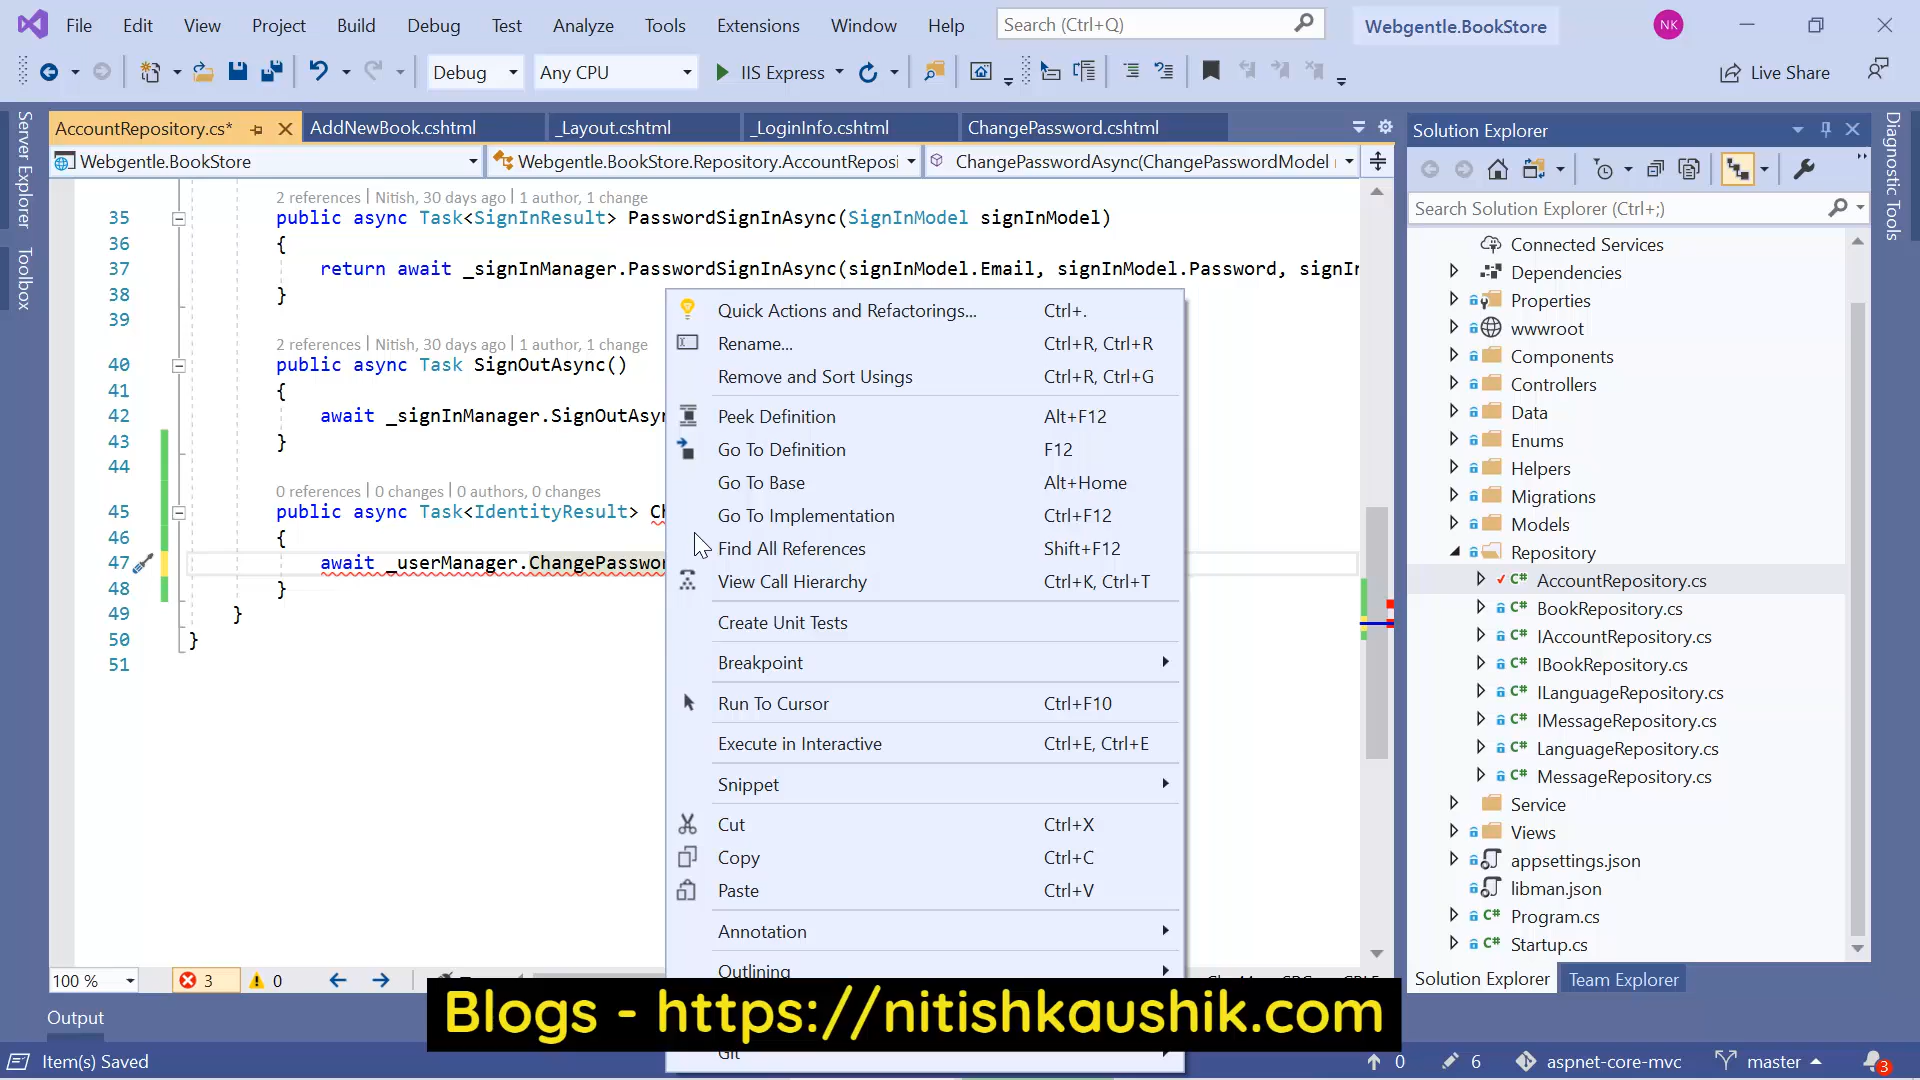 File Edit View Project Build Debug Test Analyze Tools Extensions Window Help Search (Ctrl+Q) Webgentle.BookStore NK
Debug Any CPU IIS Express Live Share
AccountRepository.cs* AddNewBook.cshtml _Layout.cshtml _LoginInfo.cshtml ChangePassword.cshtml
Webgentle.BookStore Webgentle.BookStore.Repository.AccountReposi ChangePasswordAsync(ChangePasswordModel
2 references | Nitish, 30 days ago | 1 author, 1 change
35 public async Task<SignInResult> PasswordSignInAsync(SignInModel signInModel)
36 {
37 return await _signInManager.PasswordSignInAsync(signInModel.Email, signInModel.Password, signIn
38 }
39
2 references | Nitish, 30 days ago | 1 author, 1 change
40 public async Task SignOutAsync()
41 {
42 await _signInManager.SignOutAsyn
43 }
44
0 references | 0 changes | 0 authors, 0 changes
45 public async Task<IdentityResult> Ch
46 {
47 await _userManager.ChangePasswor
48 }
49 }
50 }
51
Quick Actions and Refactorings... Ctrl+.
Rename... Ctrl+R, Ctrl+R
Remove and Sort Usings Ctrl+R, Ctrl+G
Peek Definition Alt+F12
Go To Definition F12
Go To Base Alt+Home
Go To Implementation Ctrl+F12
Find All References Shift+F12
View Call Hierarchy Ctrl+K, Ctrl+T
Create Unit Tests
Breakpoint
Run To Cursor Ctrl+F10
Execute in Interactive Ctrl+E, Ctrl+E
Snippet
Cut Ctrl+X
Copy Ctrl+C
Paste Ctrl+V
Annotation
Outlining
Git
Server Explorer
Toolbox
Solution Explorer
Search Solution Explorer (Ctrl+;)
Connected Services
Dependencies
Properties
wwwroot
Components
Controllers
Data
Enums
Helpers
Migrations
Models
Repository
AccountRepository.cs
BookRepository.cs
IAccountRepository.cs
IBookRepository.cs
ILanguageRepository.cs
IMessageRepository.cs
LanguageRepository.cs
MessageRepository.cs
Service
Views
appsettings.json
libman.json
Program.cs
Startup.cs
Solution Explorer Team Explorer
Diagnostic Tools
100 % 3 0
Blogs - https://nitishkaushik.com
Output
Item(s) Saved 0 6 aspnet-core-mvc master 3